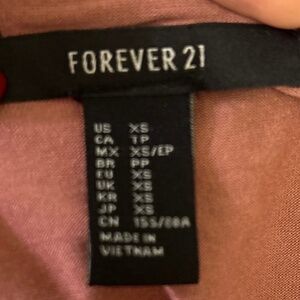 FOREVER 21
US XS
CA TP
MX XS/EP
BR PP
EU XS
UK XS
KR XS
JP XS
CN 155/80A
MADE IN
VIETNAM